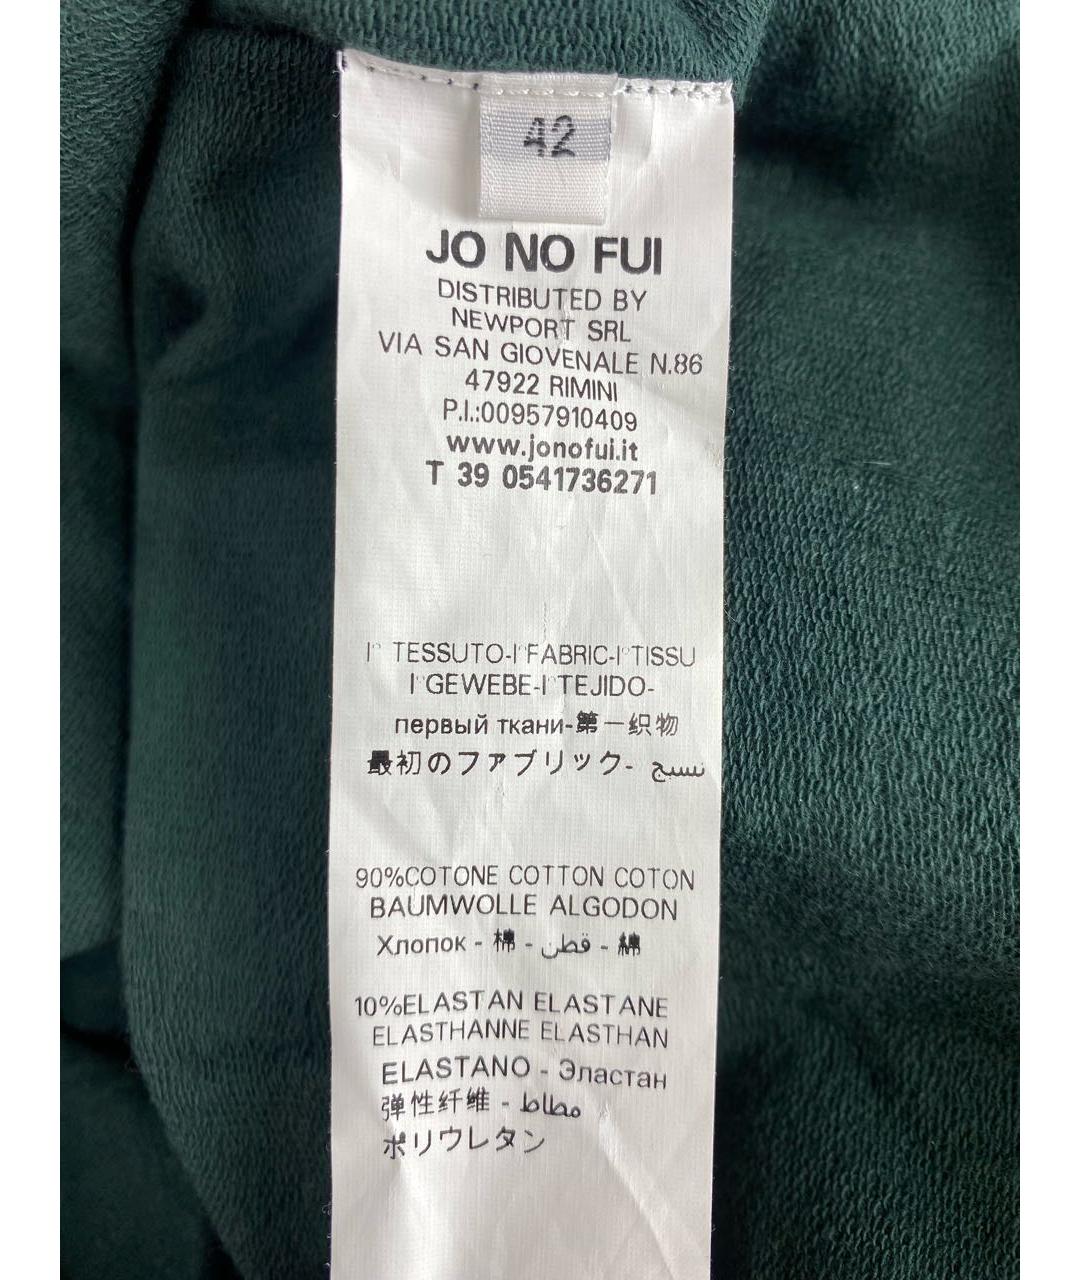 42
JO NO FUI
DISTRIBUTED BY
NEWPORT SRL
VIA SAN GIOVENALE N.86
47922 RIMINI
P.I.:00957910409
www.jonofui.it
T 39 0541736271
I° TESSUTO-I°FABRIC-I°TISSU
I°GEWEBE-I°TEJIDO-
первый ткани-第一织物
最初のファブリック- نسيج
90%COTONE COTTON COTON
BAUMWOLLE ALGODON
Хлопок - 棉 - قطن - 綿
10%ELASTAN ELASTANE
ELASTHANNE ELASTHAN
ELASTANO - Эластан
弹性纤维 - مطاط
ポリウレタン